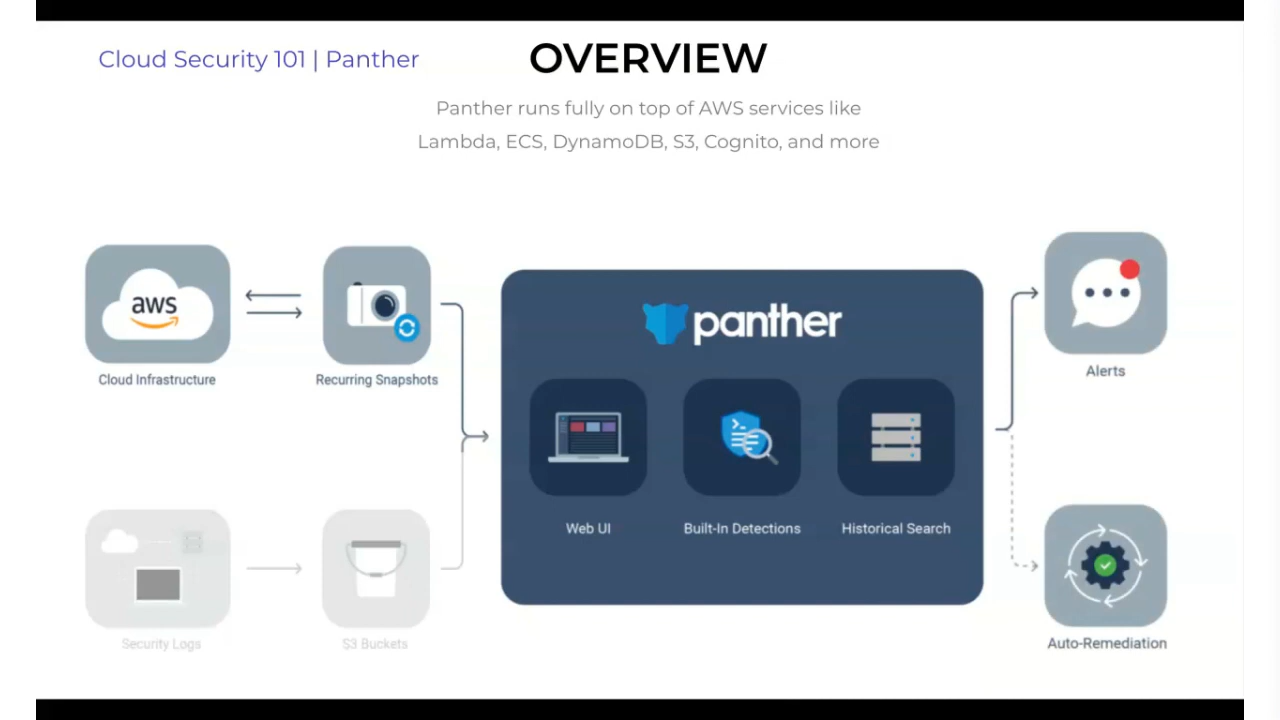 Cloud Security 101 | Panther
OVERVIEW
Panther runs fully on top of AWS services like
Lambda, ECS, DynamoDB, S3, Cognito, and more
aws
Cloud Infrastructure
Recurring Snapshots
panther
Web UI
Built-In Detections
Historical Search
Alerts
Security Logs
S3 Buckets
Auto-Remediation